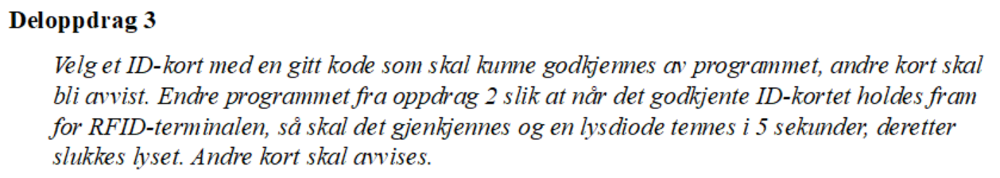 Deloppdrag 3
Velg et ID-kort med en gitt kode som skal kunne godkjennes av programmet, andre kort skal
bli avvist. Endre programmet fra oppdrag 2 slik at når det godkjente ID-kortet holdes fram
for RFID-terminalen, så skal det gjenkjennes og en lysdiode tennes i 5 sekunder, deretter
slukkes lyset. Andre kort skal avvises.